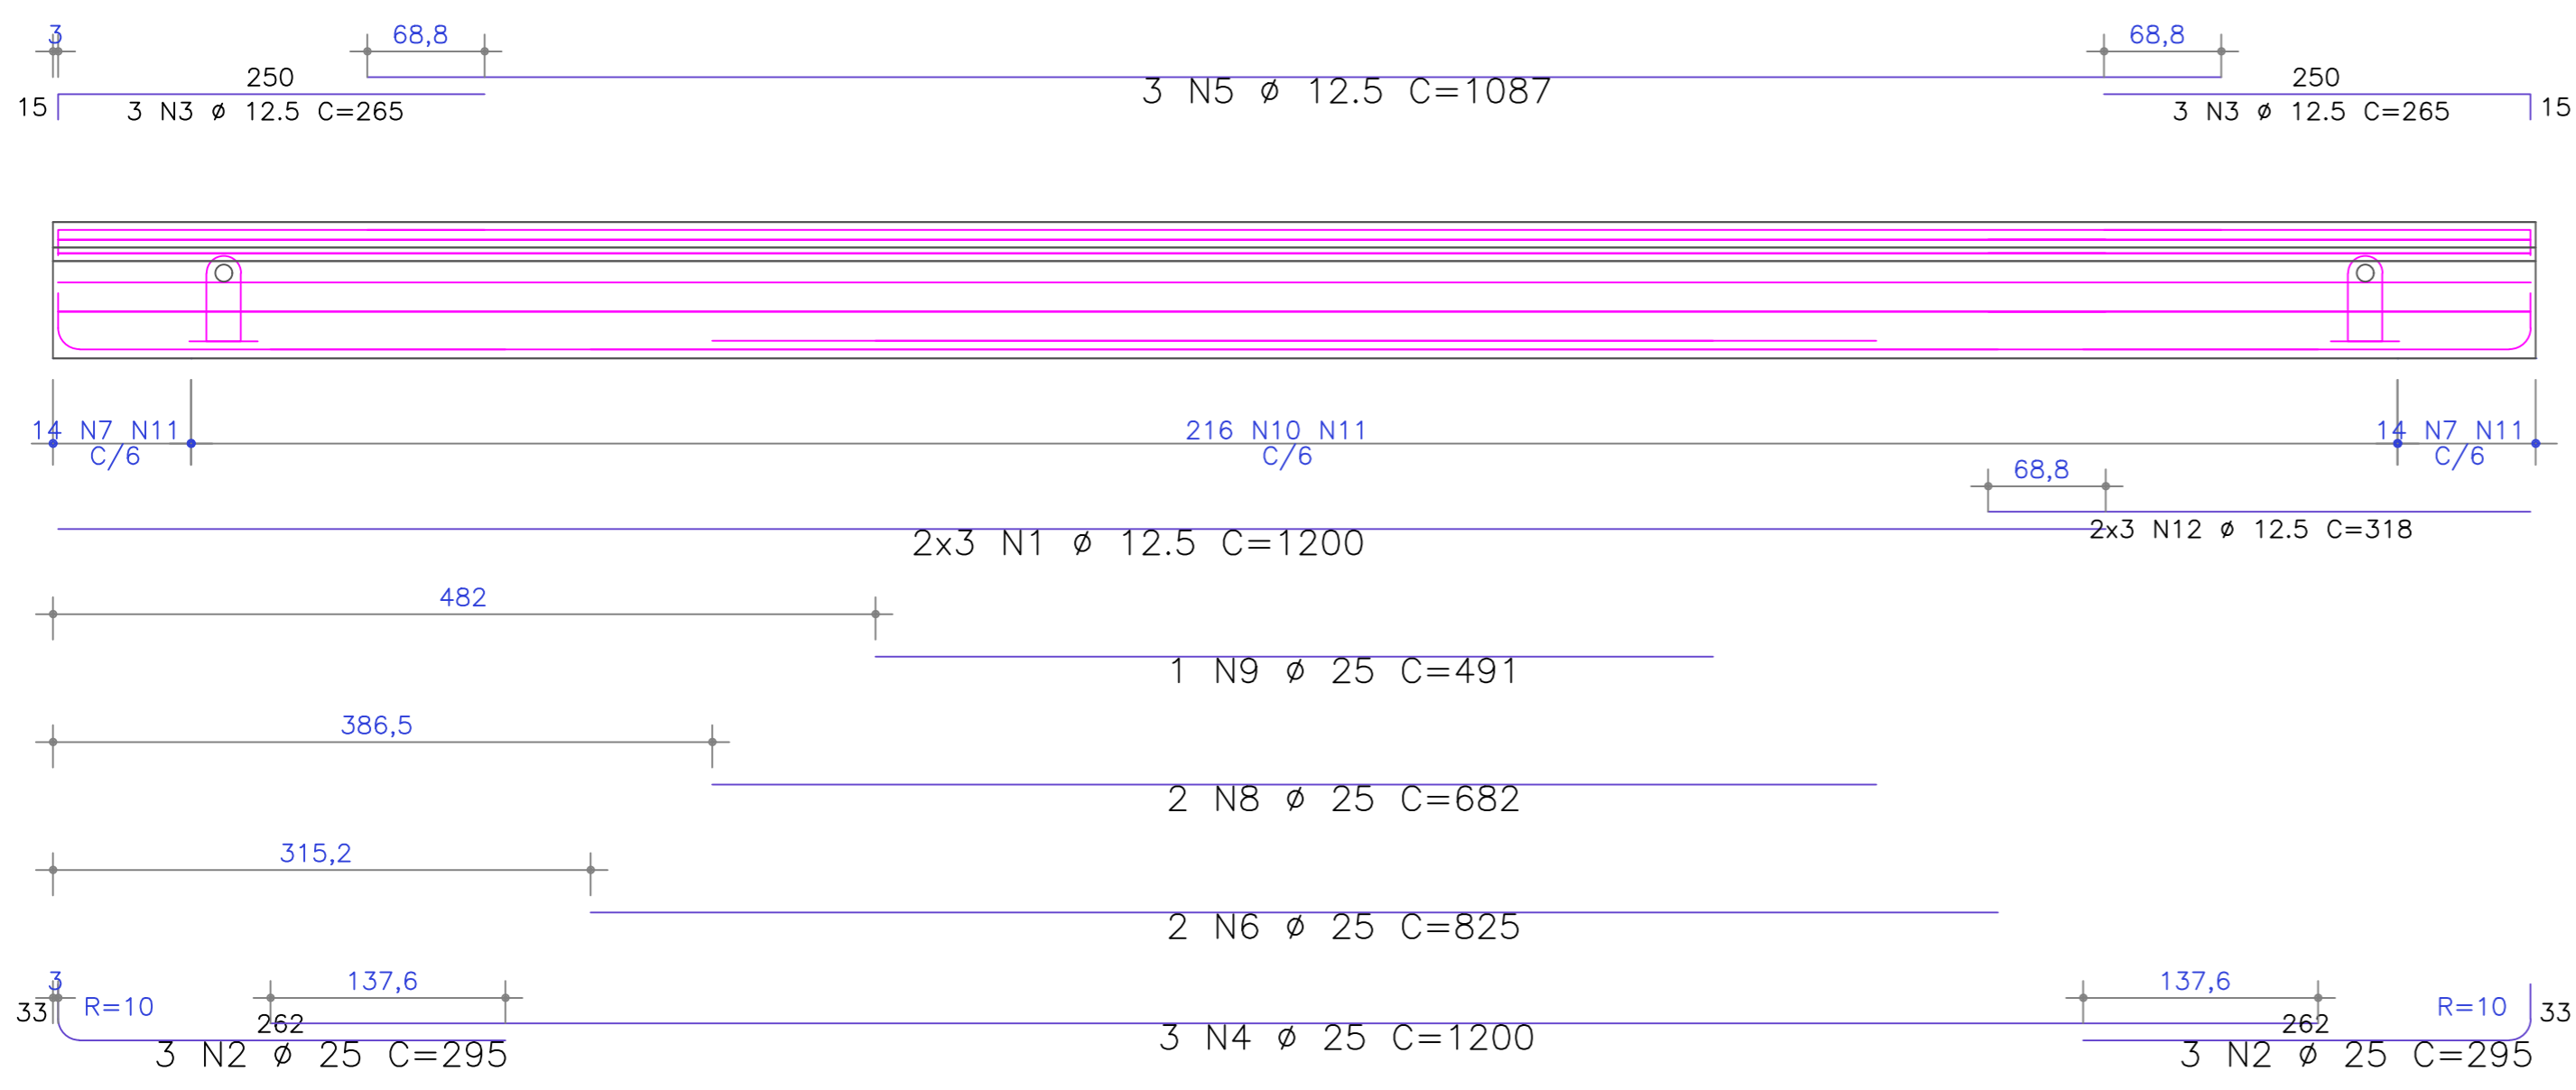 3
68,8
68,8
250
3 N5 ø 12.5 C=1087
250
15
3 N3 ø 12.5 C=265
3 N3 ø 12.5 C=265
15
14 N7 N11
C/6
216 N10 N11
C/6
14 N7 N11
C/6
68,8
2x3 N1 ø 12.5 C=1200
2x3 N12 ø 12.5 C=318
482
1 N9 ø 25 C=491
386,5
2 N8 ø 25 C=682
315,2
2 N6 ø 25 C=825
3
137,6
137,6
33
R=10
R=10
33
262
262
3 N2 ø 25 C=295
3 N4 ø 25 C=1200
3 N2 ø 25 C=295